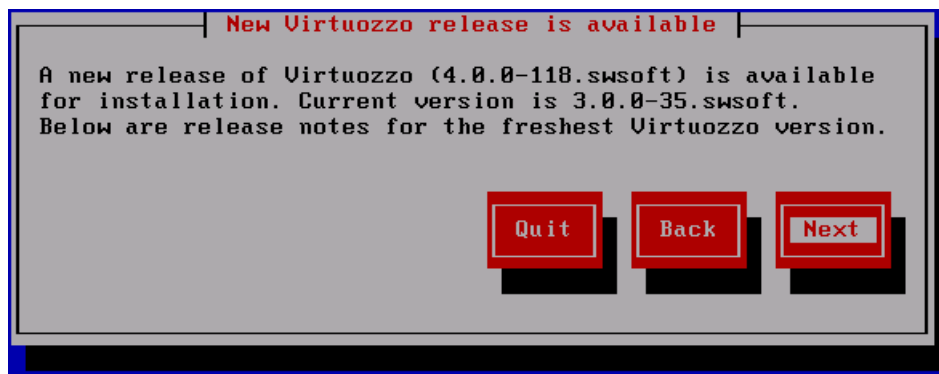 New Virtuozzo release is available
A new release of Virtuozzo (4.0.0-118.swsoft) is available
for installation. Current version is 3.0.0-35.swsoft.
Below are release notes for the freshest Virtuozzo version.
Quit Back Next